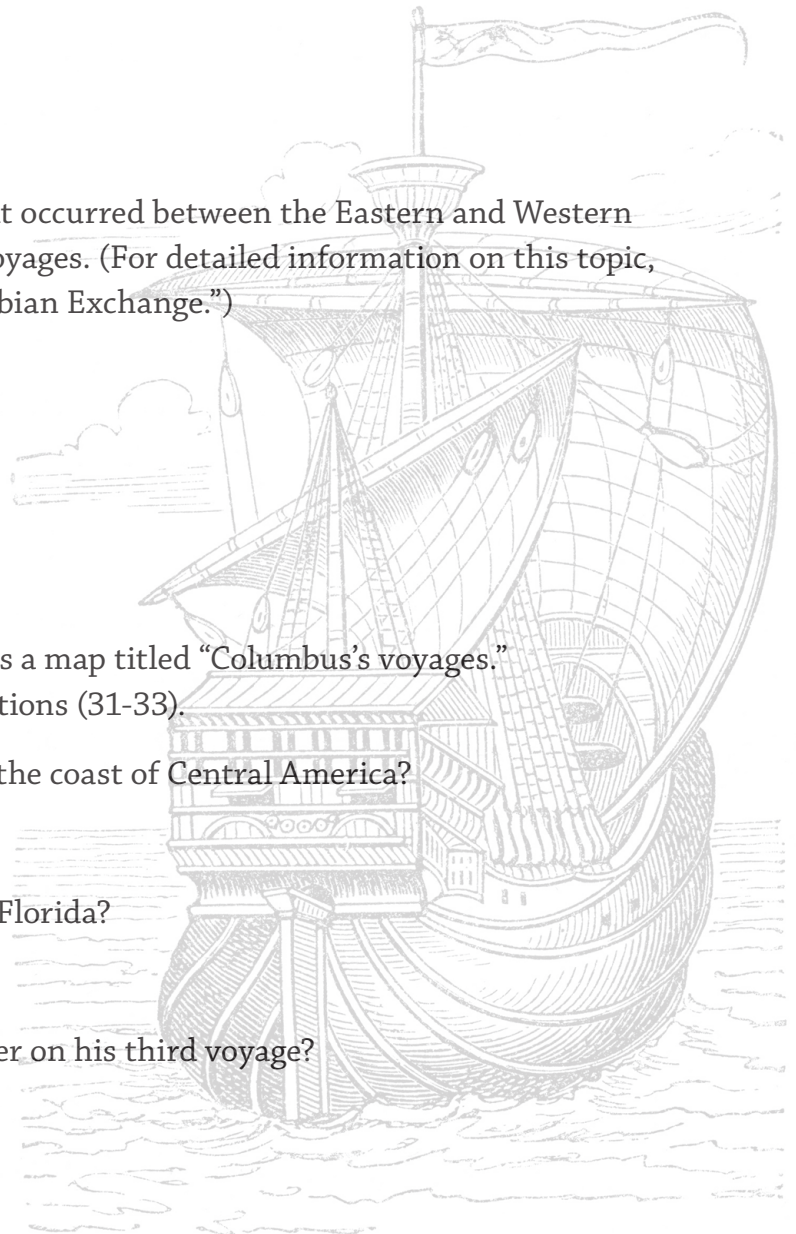 t occurred between the Eastern and Western
oyages. (For detailed information on this topic,
bian Exchange.”)
s a map titled “Columbus’s voyages.”
tions (31-33).
the coast of Central America?
Florida?
er on his third voyage?